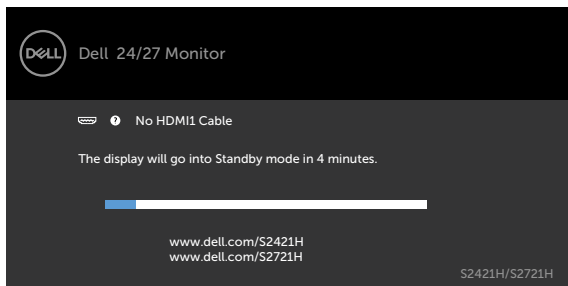 DELL
Dell 24/27 Monitor
? No HDMI1 Cable
The display will go into Standby mode in 4 minutes.
www.dell.com/S2421H
www.dell.com/S2721H
S2421H/S2721H